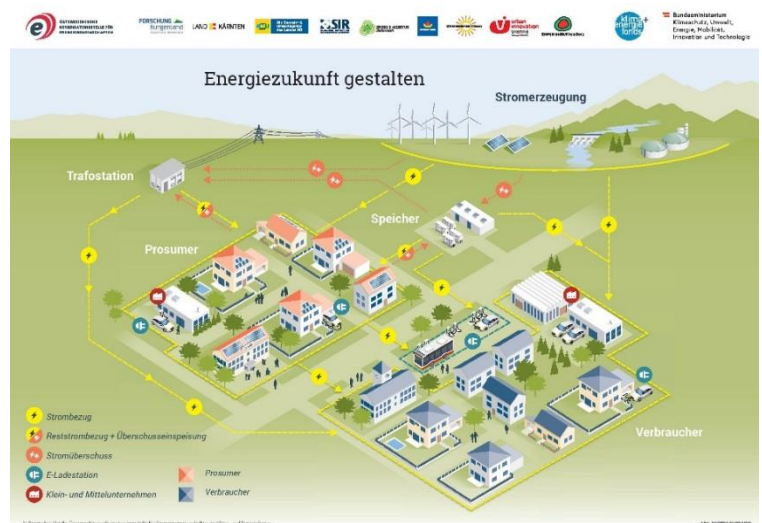 ÖSTERREICHISCHE
FORSCHUNG
burgenland
LAND KÄRNTEN
SIR
urban
innovation
klima+
energie
fonds
Bundesministerium
Klimaschutz, Umwelt,
Energie, Mobilität,
Innovation und Technologie
Energiezukunft gestalten
Stromerzeugung
Trafostation
Speicher
Prosumer
Verbraucher
Strombezug
Reststrombezug + Überschusseinspeisung
Stromüberschuss
E-Ladestation
Klein- und Mittelunternehmen
Prosumer
Verbraucher